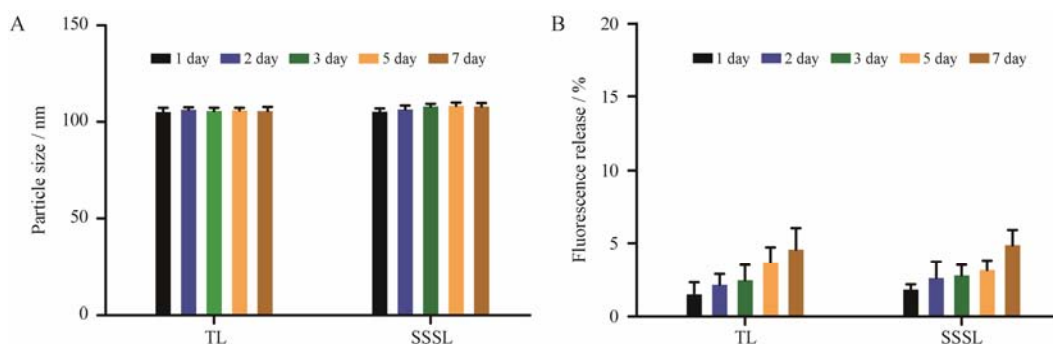 A
150
100
50
0
Particle size / nm
1 day 2 day 3 day 5 day 7 day
TL SSSL
B
20
15
10
5
0
Fluorescence release / %
1 day 2 day 3 day 5 day 7 day
TL SSSL